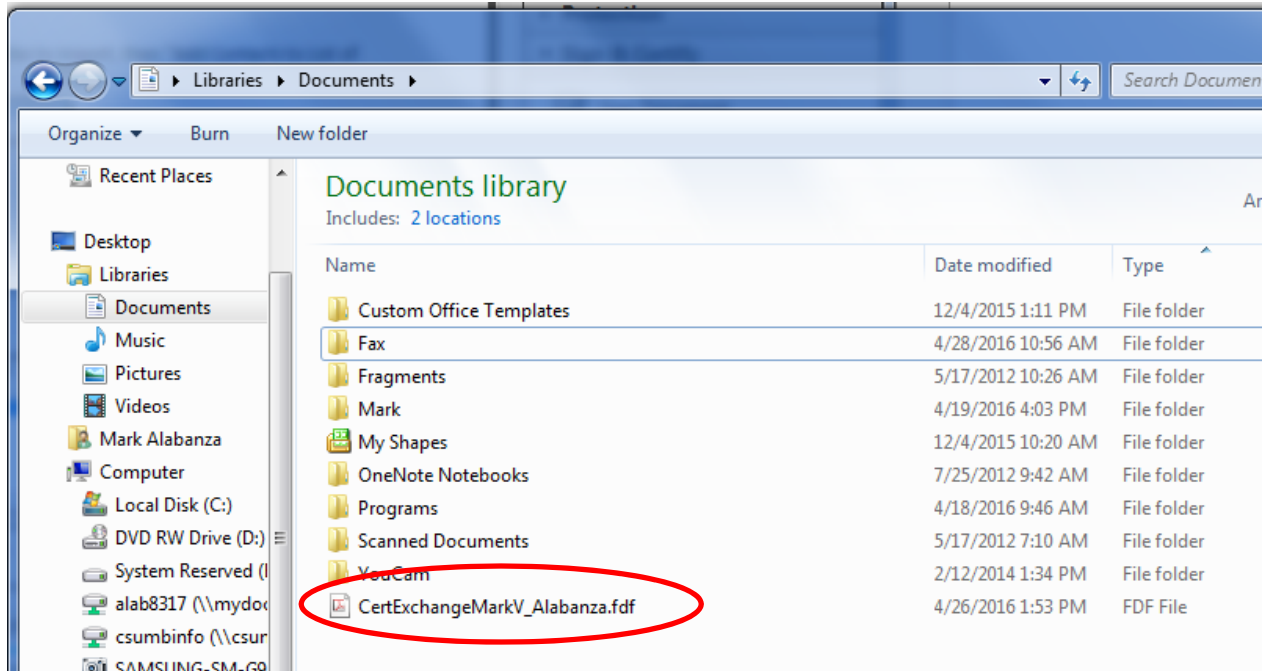 Libraries Documents
Search Documen
Organize Burn New folder
Recent Places
Desktop
Libraries
Documents
Music
Pictures
Videos
Mark Alabanza
Computer
Local Disk (C:)
DVD RW Drive (D:)
System Reserved (
alab8317 (\\mydoc
csumbinfo (\\csur
SAMSUNG-SM-G9
Documents library
Includes: 2 locations
Ar
Name Date modified Type
Custom Office Templates 12/4/2015 1:11 PM File folder
Fax 4/28/2016 10:56 AM File folder
Fragments 5/17/2012 10:26 AM File folder
Mark 4/19/2016 4:03 PM File folder
My Shapes 12/4/2015 10:20 AM File folder
OneNote Notebooks 7/25/2012 9:42 AM File folder
Programs 4/18/2016 9:46 AM File folder
Scanned Documents 5/17/2012 7:10 AM File folder
YouCam 2/12/2014 1:34 PM File folder
CertExchangeMarkV_Alabanza.fdf 4/26/2016 1:53 PM FDF File